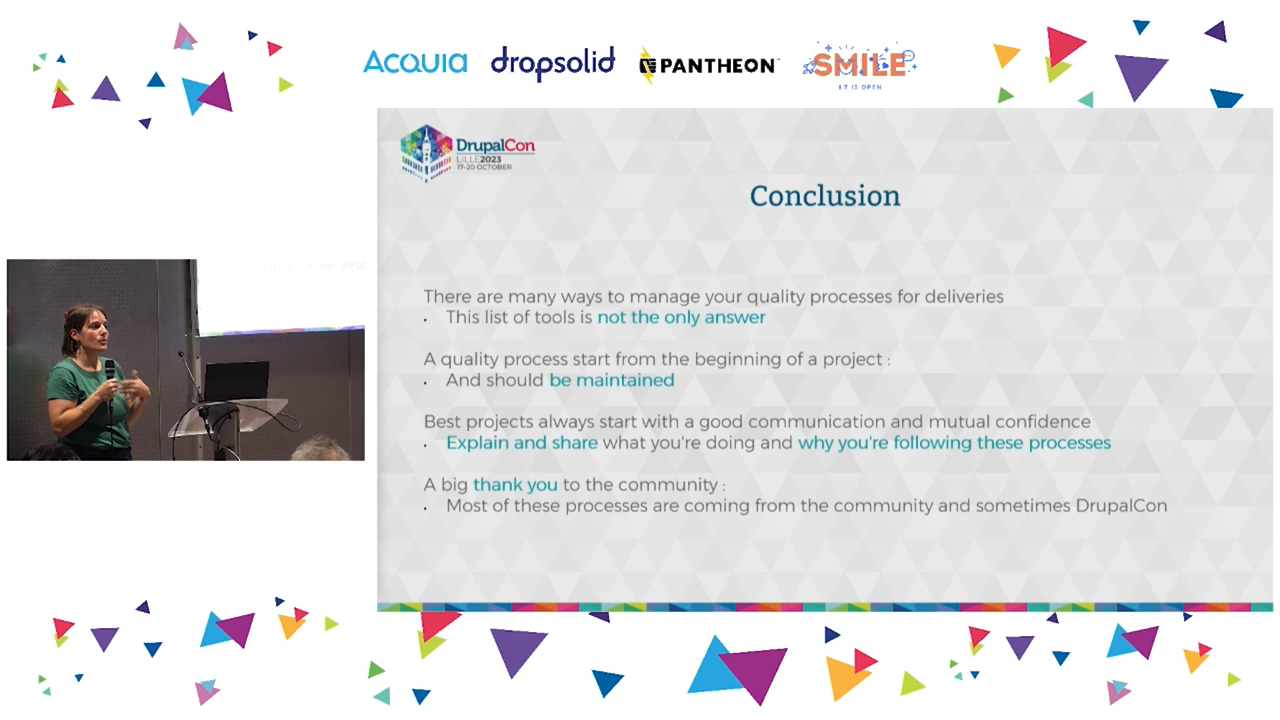 ACQUIA dropsolid PANTHEON SMILE
I.T IS OPEN
DrupalCon
LILLE2023
17-20 OCTOBER
Conclusion
There are many ways to manage your quality processes for deliveries
• This list of tools is not the only answer
A quality process start from the beginning of a project :
• And should be maintained
Best projects always start with a good communication and mutual confidence
• Explain and share what you're doing and why you're following these processes
A big thank you to the community :
• Most of these processes are coming from the community and sometimes DrupalCon